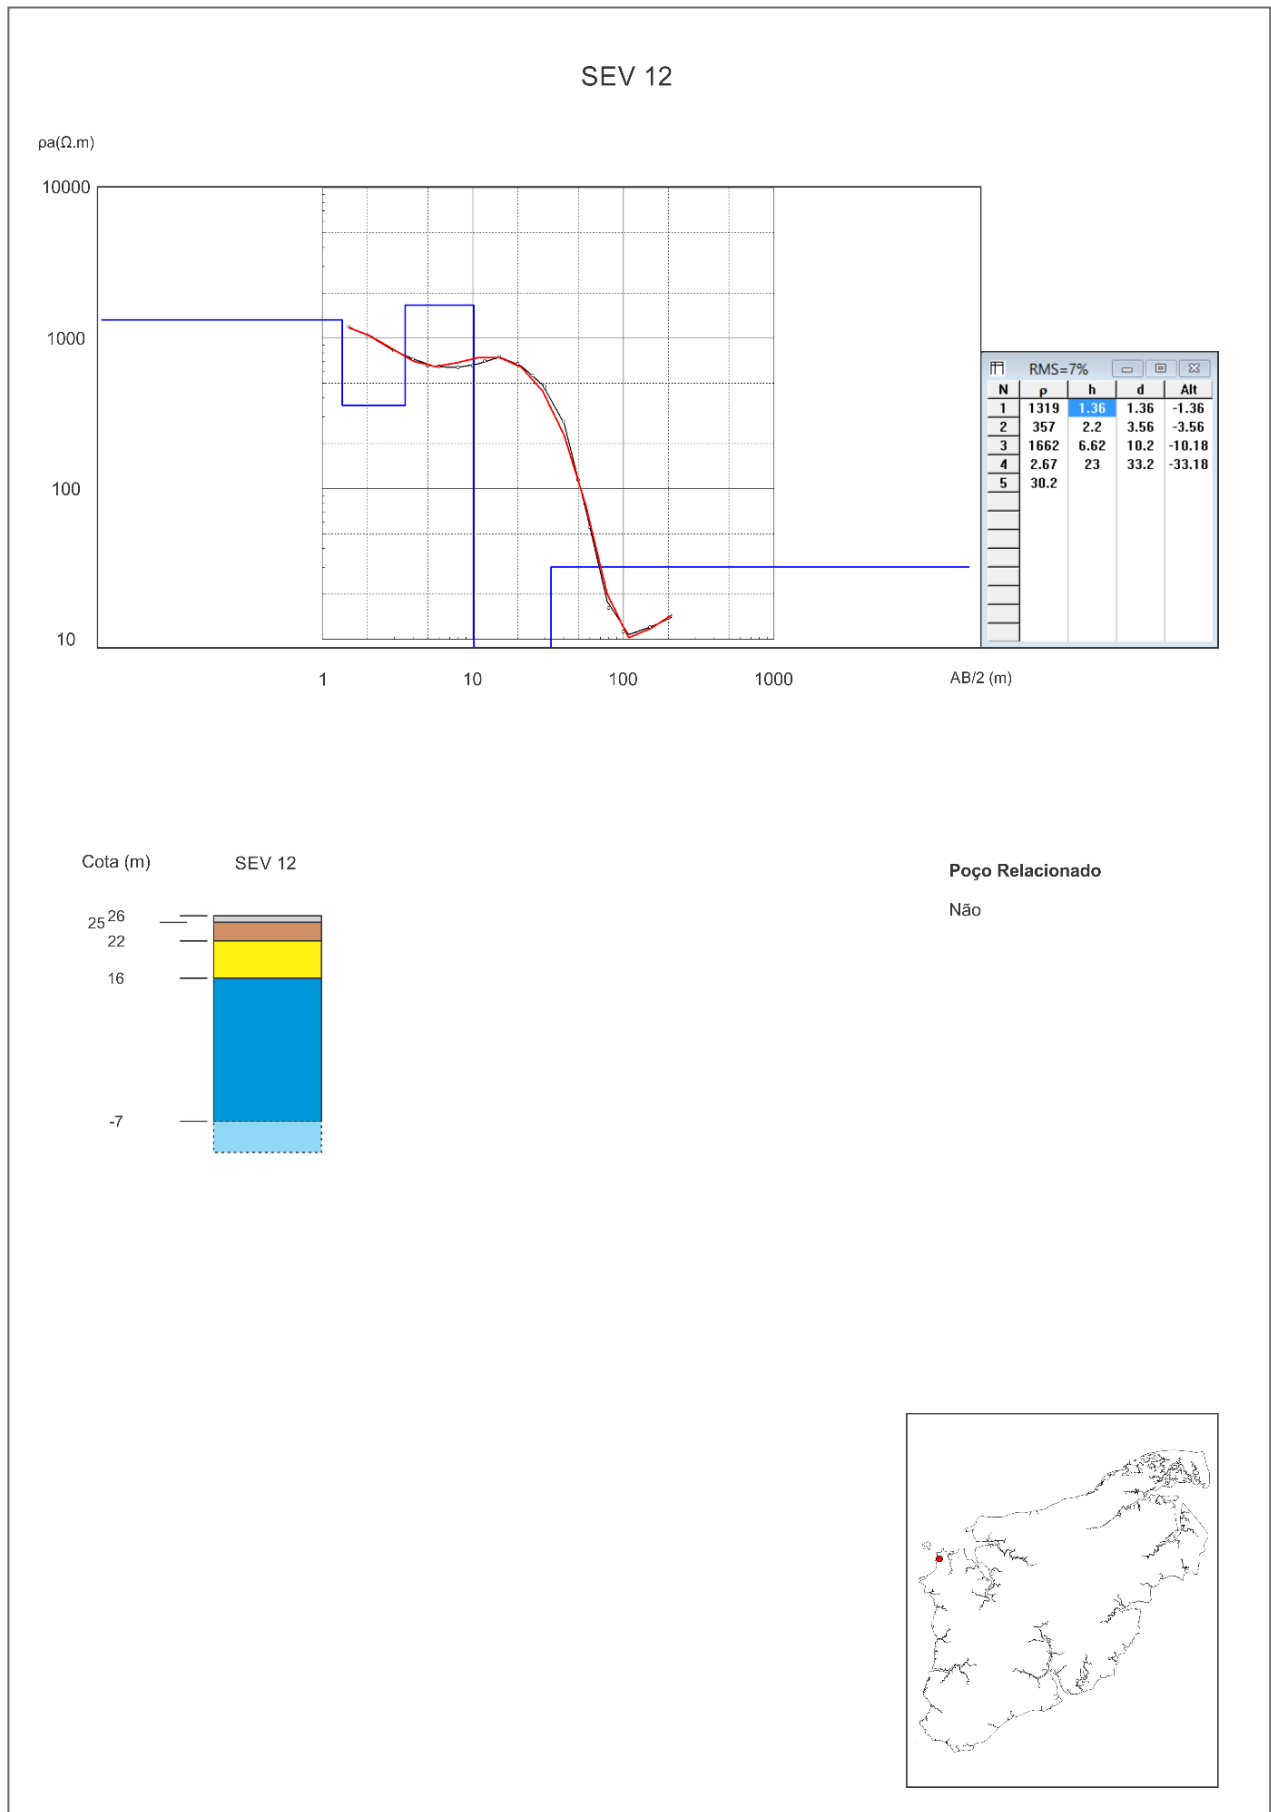 SEV 12
ρa(Ω.m)
10000
1000
100
10
1 10 100 1000 AB/2 (m)
RMS=7%
N ρ h d Alt
1 1319 1.36 1.36 -1.36
2 357 2.2 3.56 -3.56
3 1662 6.62 10.2 -10.18
4 2.67 23 33.2 -33.18
5 30.2
Cota (m) SEV 12
26
25
22
16
-7
Poço Relacionado
Não